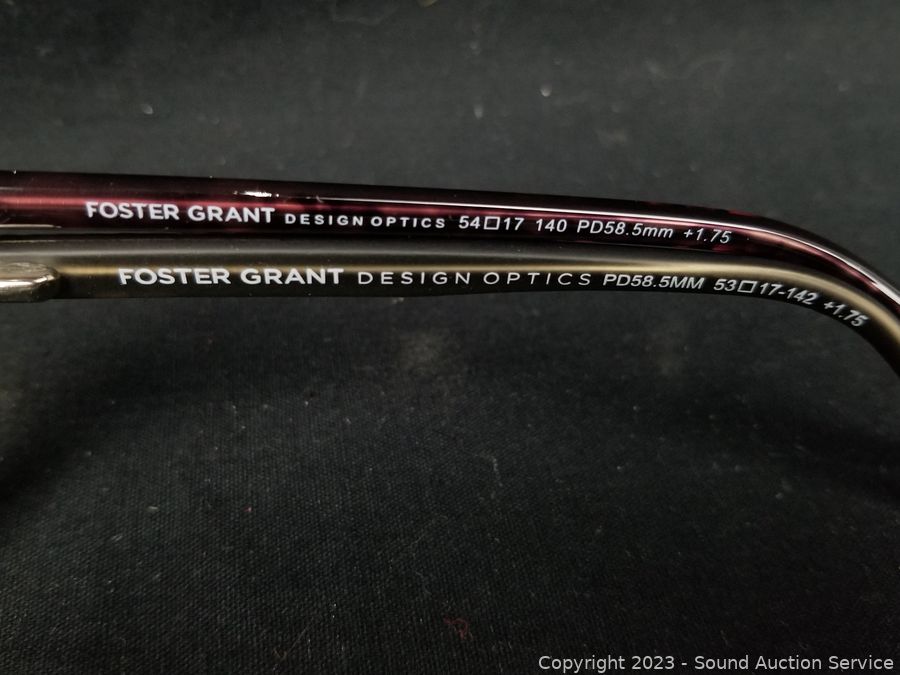 FOSTER GRANT DESIGN OPTICS 54□17 140 PD58.5mm +1.75
FOSTER GRANT DESIGN OPTICS PD58.5MM 53□17-142 +1.75
Copyright © 2023 - Sound Auction Service